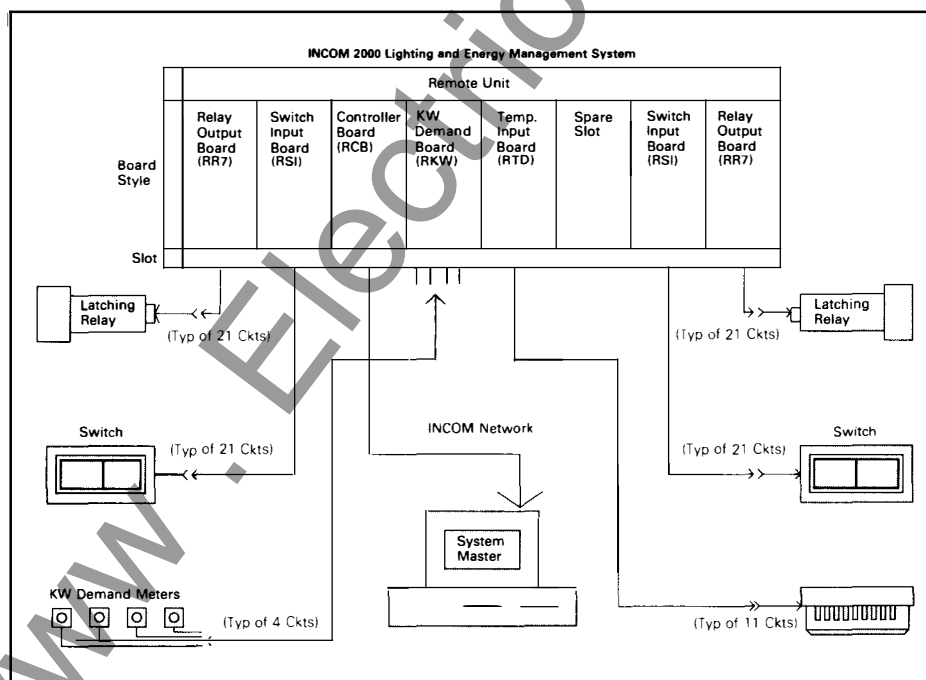 INCOM 2000 Lighting and Energy Management System
Remote Unit
Board
Style
Relay
Output
Board
(RR7)
Switch
Input
Board
(RSI)
Controller
Board
(RCB)
KW
Demand
Board
(RKW)
Temp.
Input
Board
(RTD)
Spare
Slot
Switch
Input
Board
(RSI)
Relay
Output
Board
(RR7)
Slot
Latching
Relay
(Typ of 21 Ckts)
(Typ of 21 Ckts)
Latching
Relay
Switch
(Typ of 21 Ckts)
INCOM Network
(Typ of 21 Ckts)
Switch
System
Master
KW Demand Meters
(Typ of 4 Ckts)
(Typ of 11 Ckts)
ww . Electrio